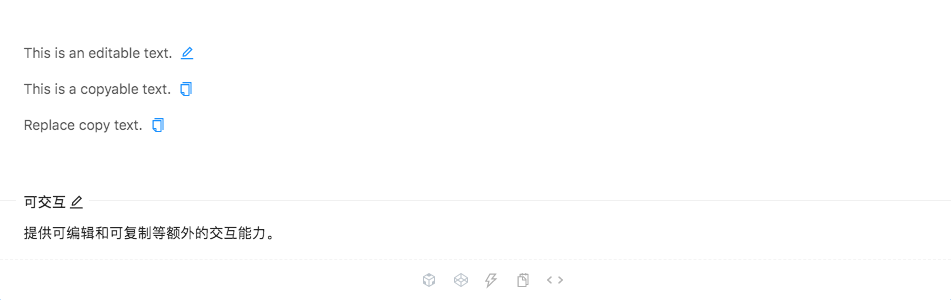 This is an editable text.
This is a copyable text.
Replace copy text.
可交互
提供可编辑和可复制等额外的交互能力。